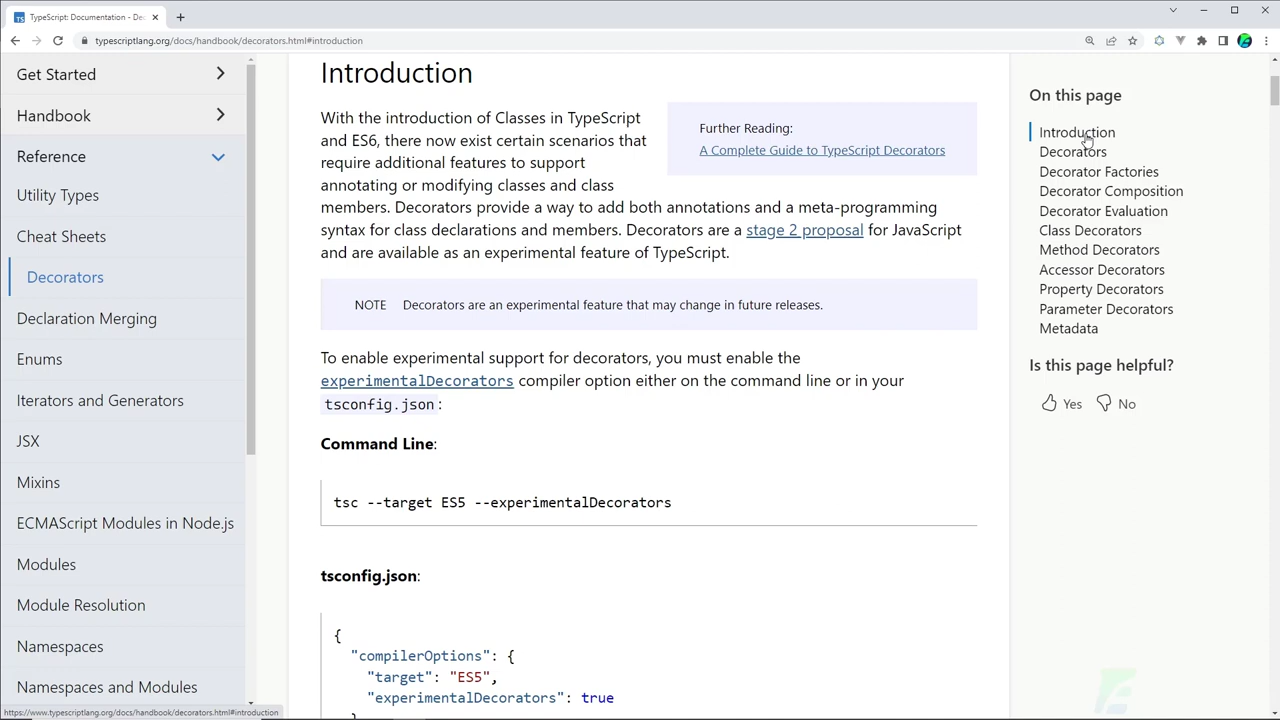 TypeScript: Documentation - Dec
typescriptlang.org/docs/handbook/decorators.html#introduction
Get Started
Handbook
Reference
Utility Types
Cheat Sheets
Decorators
Declaration Merging
Enums
Iterators and Generators
JSX
Mixins
ECMAScript Modules in Node.js
Modules
Module Resolution
Namespaces
Namespaces and Modules
https://www.typescriptlang.org/docs/handbook/decorators.html#introduction
Introduction
With the introduction of Classes in TypeScript
and ES6, there now exist certain scenarios that
require additional features to support
annotating or modifying classes and class
members. Decorators provide a way to add both annotations and a meta-programming
syntax for class declarations and members. Decorators are a stage 2 proposal for JavaScript
and are available as an experimental feature of TypeScript.
Further Reading:
A Complete Guide to TypeScript Decorators
NOTE Decorators are an experimental feature that may change in future releases.
To enable experimental support for decorators, you must enable the
experimentalDecorators compiler option either on the command line or in your
tsconfig.json:
Command Line:
tsc --target ES5 --experimentalDecorators
tsconfig.json:
{
"compilerOptions": {
"target": "ES5",
"experimentalDecorators": true
On this page
Introduction
Decorators
Decorator Factories
Decorator Composition
Decorator Evaluation
Class Decorators
Method Decorators
Accessor Decorators
Property Decorators
Parameter Decorators
Metadata
Is this page helpful?
Yes No